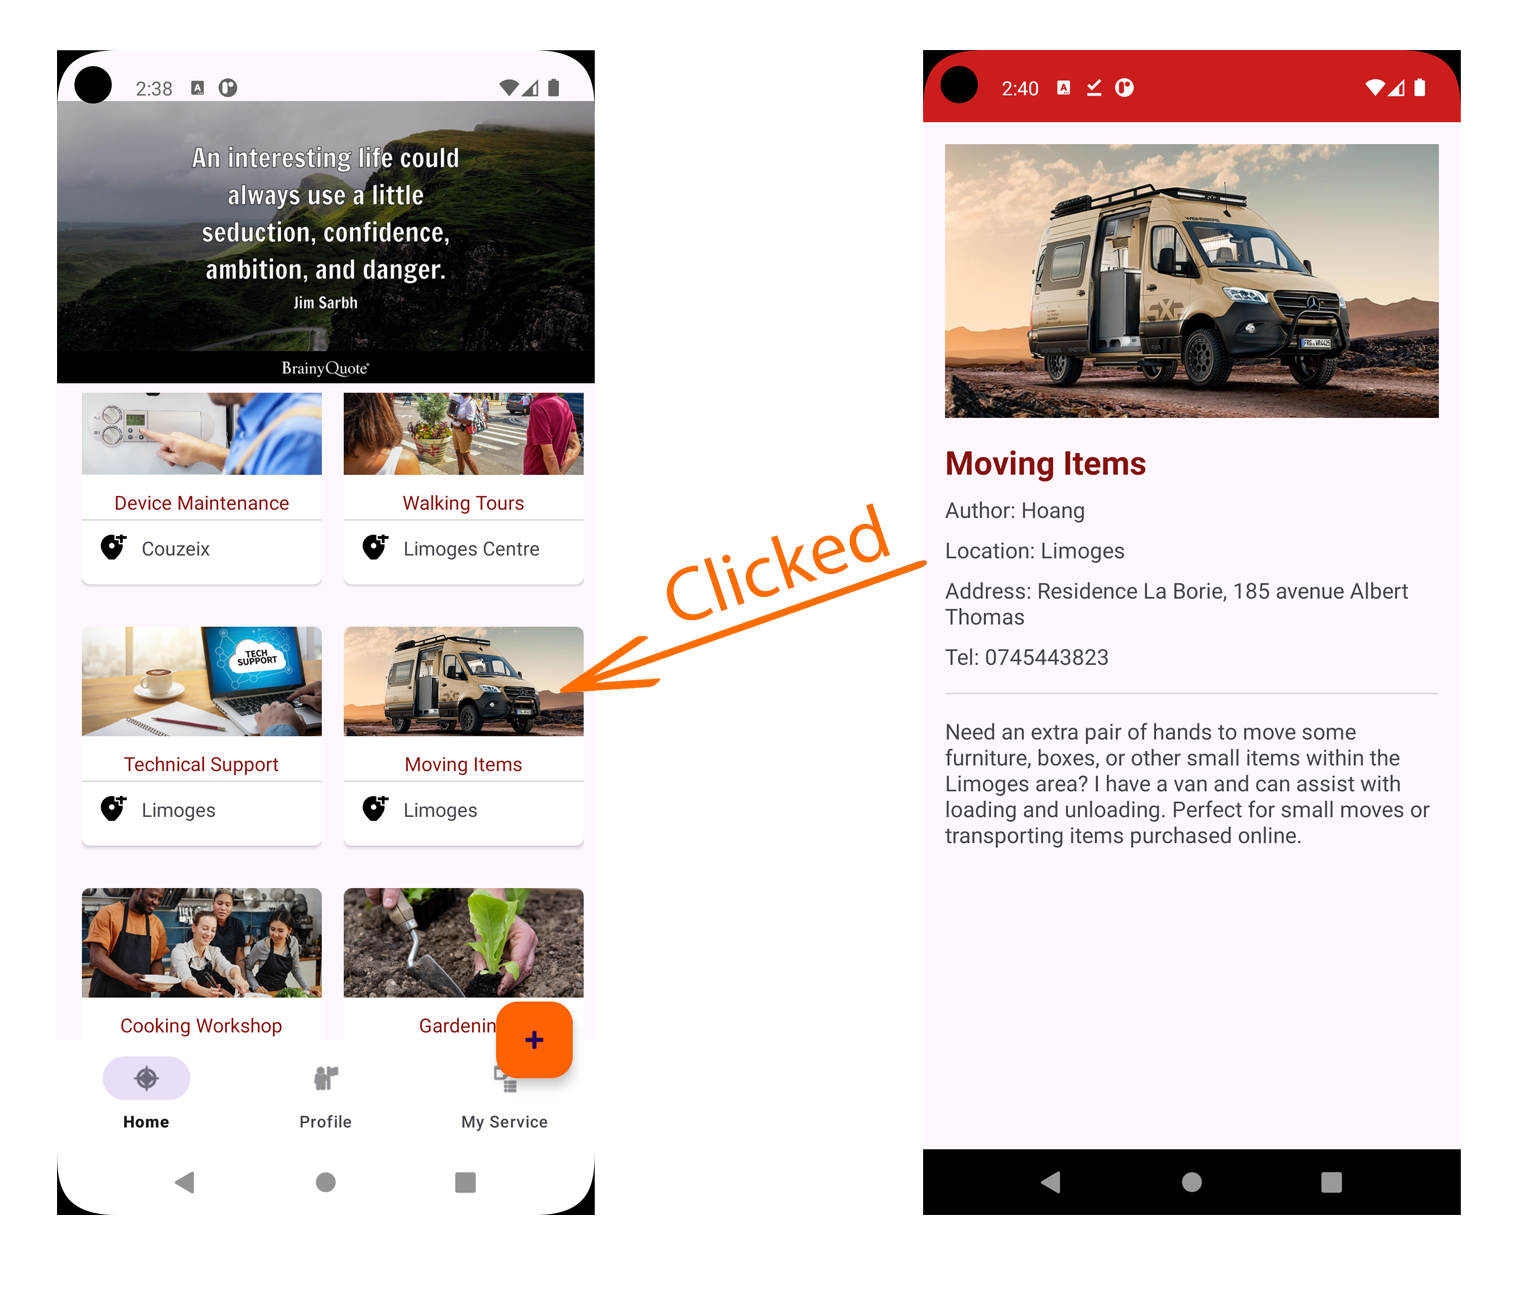 2:38
An interesting life could
always use a little
seduction, confidence,
ambition, and danger.
Jim Sarbh
BrainyQuote®
Device Maintenance
Couzeix
Walking Tours
Limoges Centre
TECH
SUPPORT
Technical Support
Limoges
Moving Items
Limoges
Cooking Workshop
Gardenin
+
Home
Profile
My Service
Clicked
2:40
Moving Items
Author: Hoang
Location: Limoges
Address: Residence La Borie, 185 avenue Albert
Thomas
Tel: 0745443823
Need an extra pair of hands to move some
furniture, boxes, or other small items within the
Limoges area? I have a van and can assist with
loading and unloading. Perfect for small moves or
transporting items purchased online.